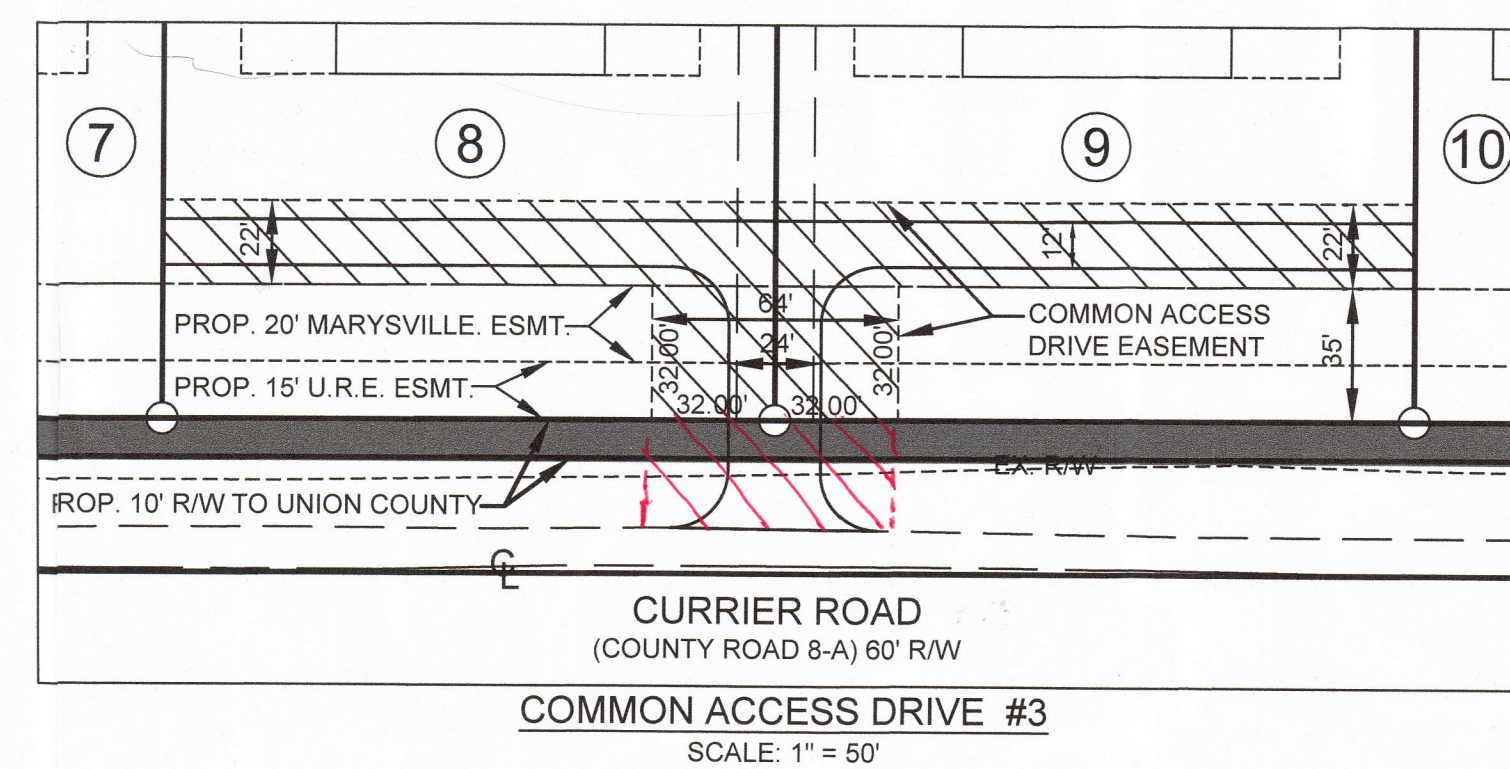 7
8
9
10
22'
12'
22'
64'
PROP. 20' MARYSVILLE. ESMT.
COMMON ACCESS
DRIVE EASEMENT
24'
32.00'
32.00'
35'
PROP. 15' U.R.E. ESMT.
32.00'
32.00'
EX. R/W
PROP. 10' R/W TO UNION COUNTY
CL
CURRIER ROAD
(COUNTY ROAD 8-A) 60' R/W
COMMON ACCESS DRIVE #3
SCALE: 1" = 50'